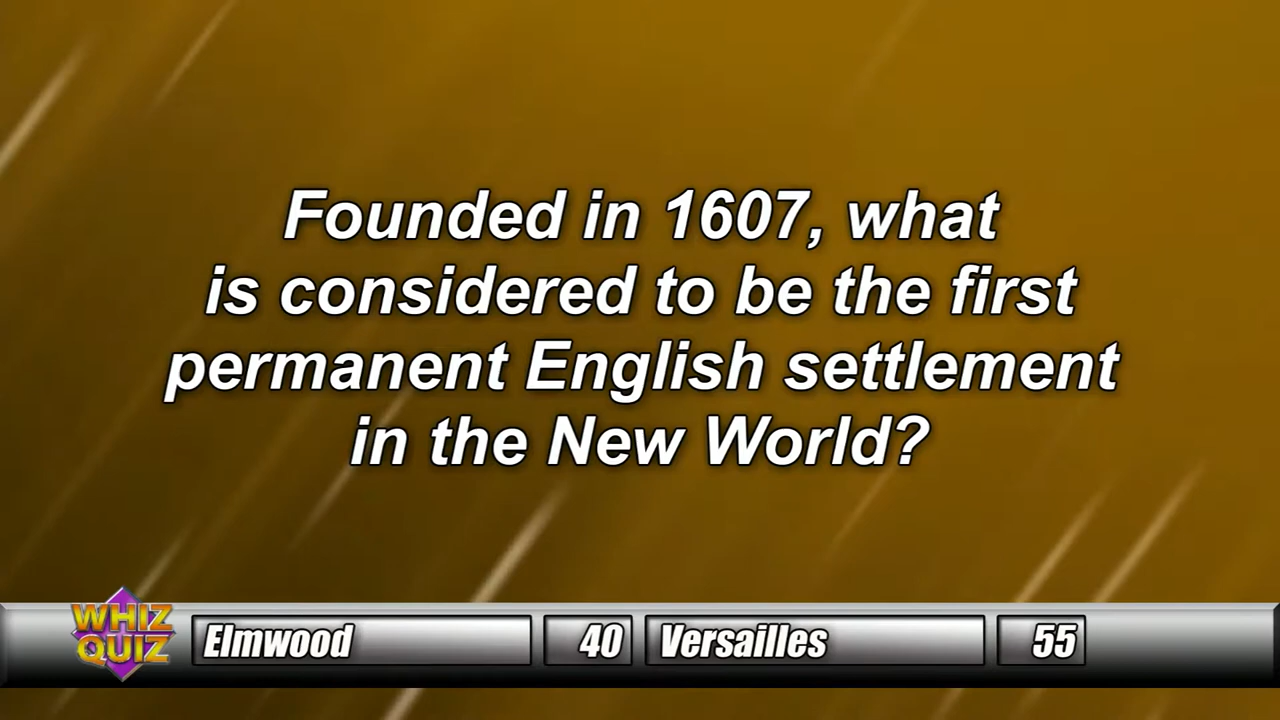 Founded in 1607, what
is considered to be the first
permanent English settlement
in the New World?
WHIZ
QUIZ
Elmwood 40 Versailles 55